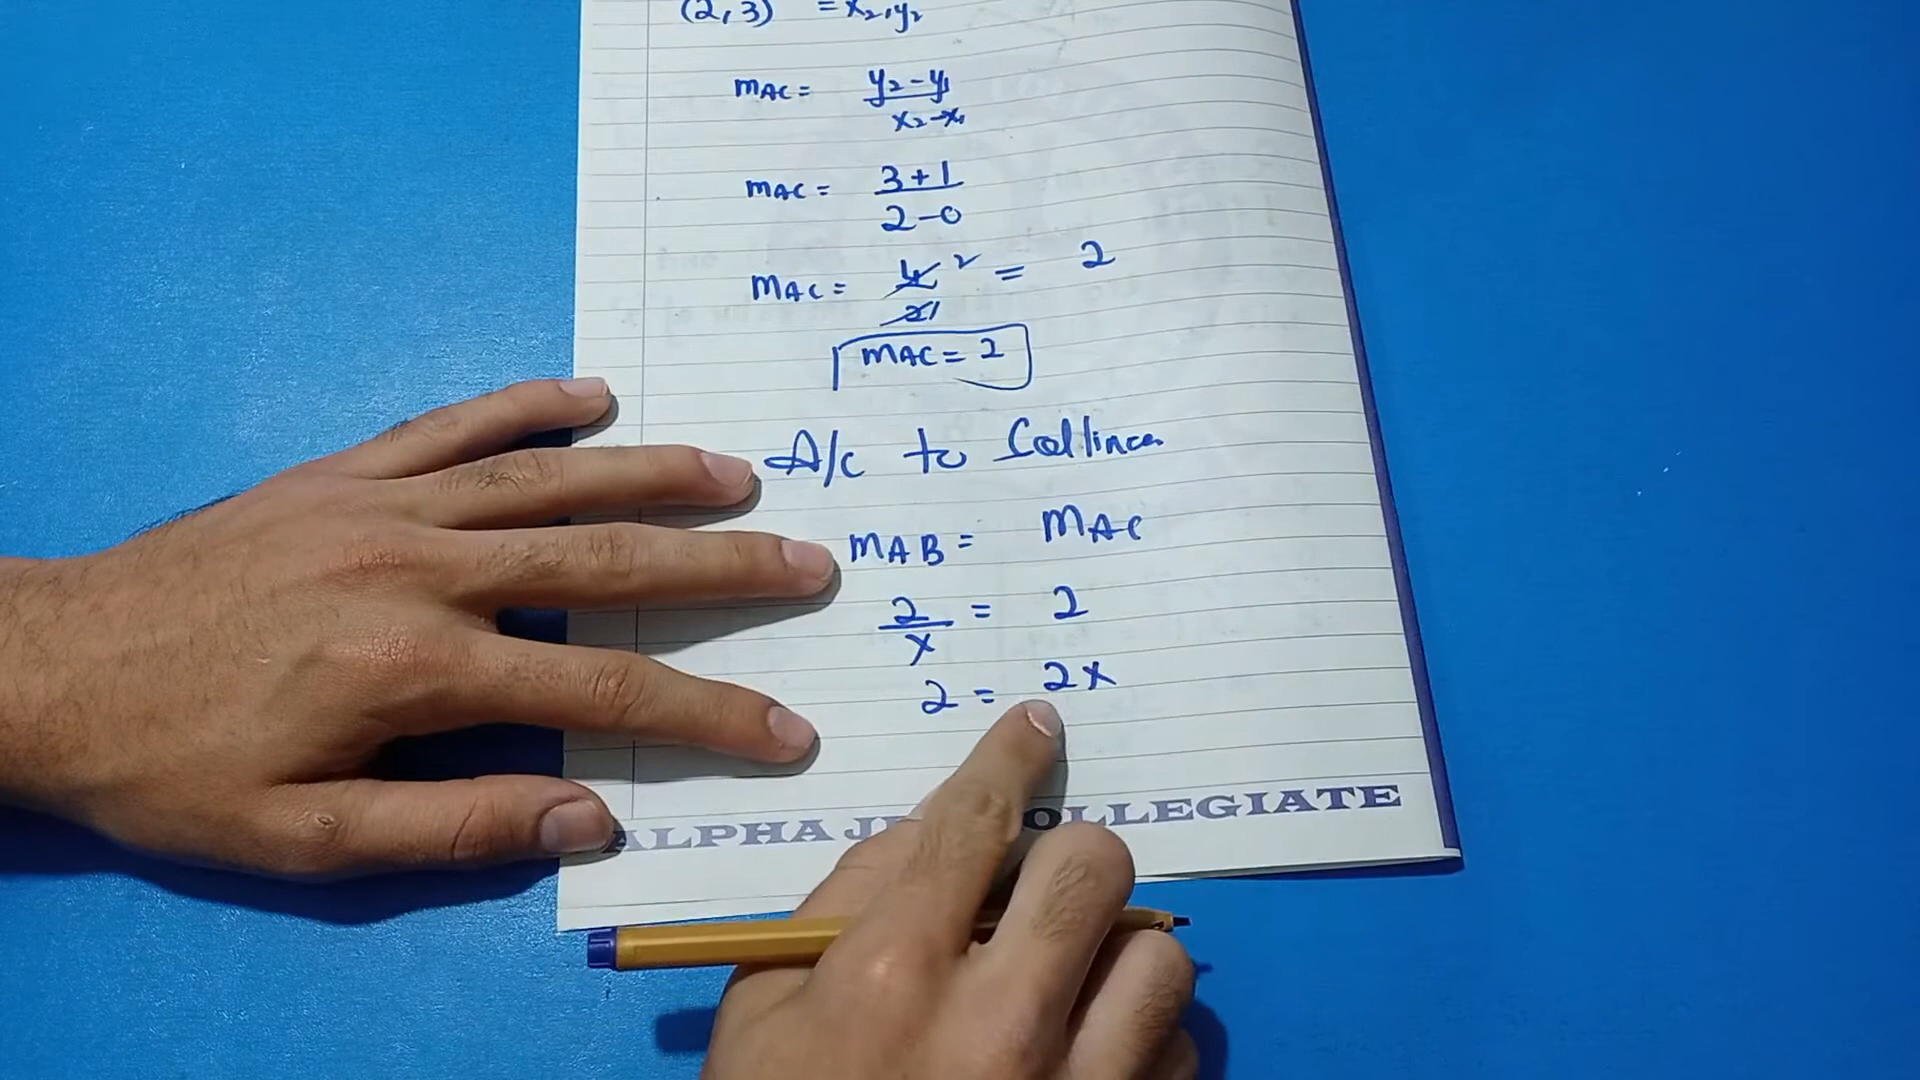 (2,3) = x₂,y₂
mAC = y₂-y₁/x₂-x₁
mAC = 3+1/2-0
mAC = 4/2 2/1 = 2
mAC = 2
A/c to
mAB = mAC
2/x = 2
2 = 2x
ALPHA COLLEGIATE